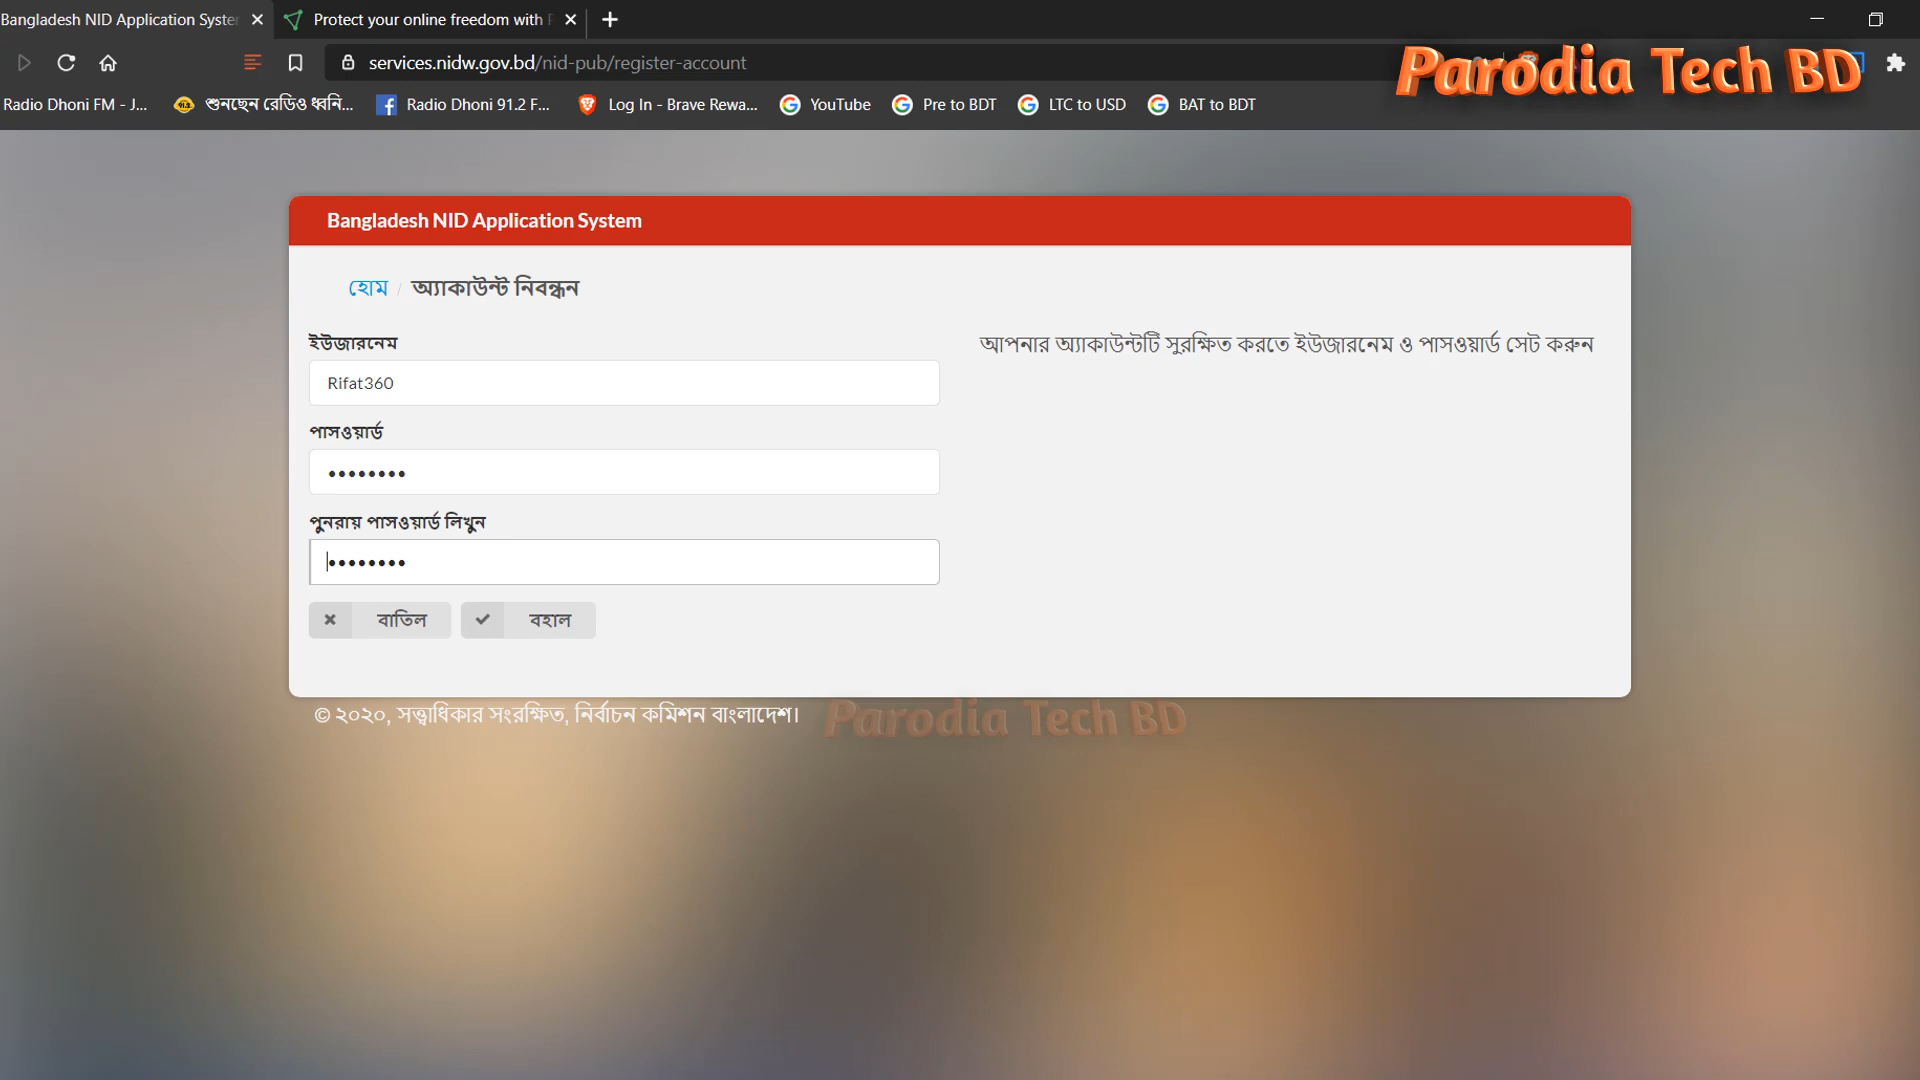 Bangladesh NID Application Syste
Protect your online freedom with
services.nidw.gov.bd/nid-pub/register-account
Parodia Tech BD
Radio Dhoni FM - J...
শুনছেন রেডিও ধ্বনি...
Radio Dhoni 91.2 F...
Log In - Brave Rewa...
YouTube
Pre to BDT
LTC to USD
BAT to BDT
Bangladesh NID Application System
হোম / অ্যাকাউন্ট নিবন্ধন
ইউজারনেম
আপনার অ্যাকাউন্টটি সুরক্ষিত করতে ইউজারনেম ও পাসওয়ার্ড সেট করুন
Rifat360
পাসওয়ার্ড
••••••••
পুনরায় পাসওয়ার্ড লিখুন
••••••••
বাতিল
বহাল
© ২০২০, সত্ত্বাধিকার সংরক্ষিত, নির্বাচন কমিশন বাংলাদেশ।
Parodia Tech BD